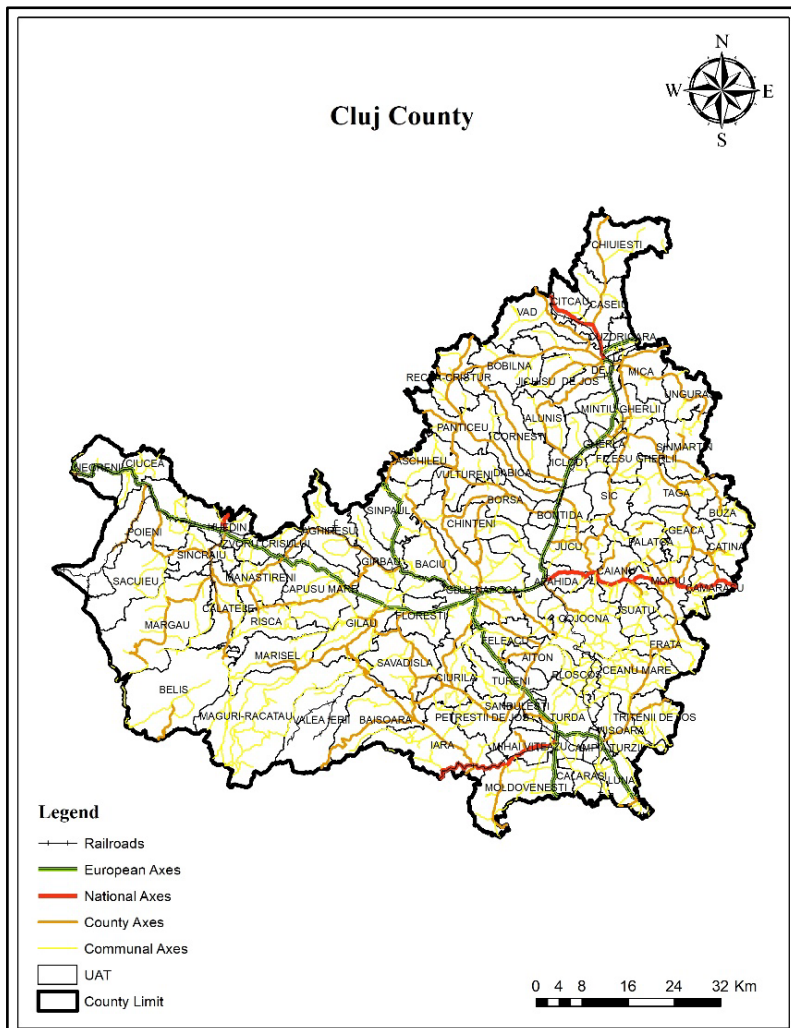 N
W E
S
Cluj County
CHIUIESTI
CITCAU
CASEIU
VAD
CUZDRIOARA
BOBILNA
DEJ
MICA
RECEA-CRISTUR
JICHISU DE JOS
UNGURA
MINTIU GHERLII
ALUNIS
PANTICEU
CORNESTI
GHERLA
SINMARTIN
ASCHILEU
ICLOD
FIZESU GHERLII
NEGRENI
CIUCEA
VULTURENI
DABICA
TAGA
SIC
BORSA
BUZA
SINPAUL
BONTIDA
CHINTENI
GEACA
POIENI
HUEDIN
AGHIRESU
PALATCA
IZVORU CRISULUI
JUCU
CATINA
SINCRAIU
GIRBAU
BACIU
CAIANU
MANASTIRENI
APAHIDA
MOCIU
SACUIEU
CAPUSU MARE
CLUJ-NAPOCA
CAMARASU
CALATELE
FLORESTI
SUATU
RISCA
GILAU
COJOCNA
MARGAU
FELEACU
FRATA
MARISEL
AITON
SAVADISLA
PLOSCOS
CEANU MARE
CIURILA
TURENI
BELIS
SANDULESTI
MAGURI-RACATAU
VALEA IERII
BAISOARA
PETRESTII DE JOS
TURDA
TRITENII DE JOS
VIISOARA
IARA
MIHAI VITEAZU
CAMPIA TURZII
CALARASI
LUNA
MOLDOVENESTI
Legend
Railroads
European Axes
National Axes
County Axes
Communal Axes
UAT
County Limit
0 2 4 8 16 24 32 Km